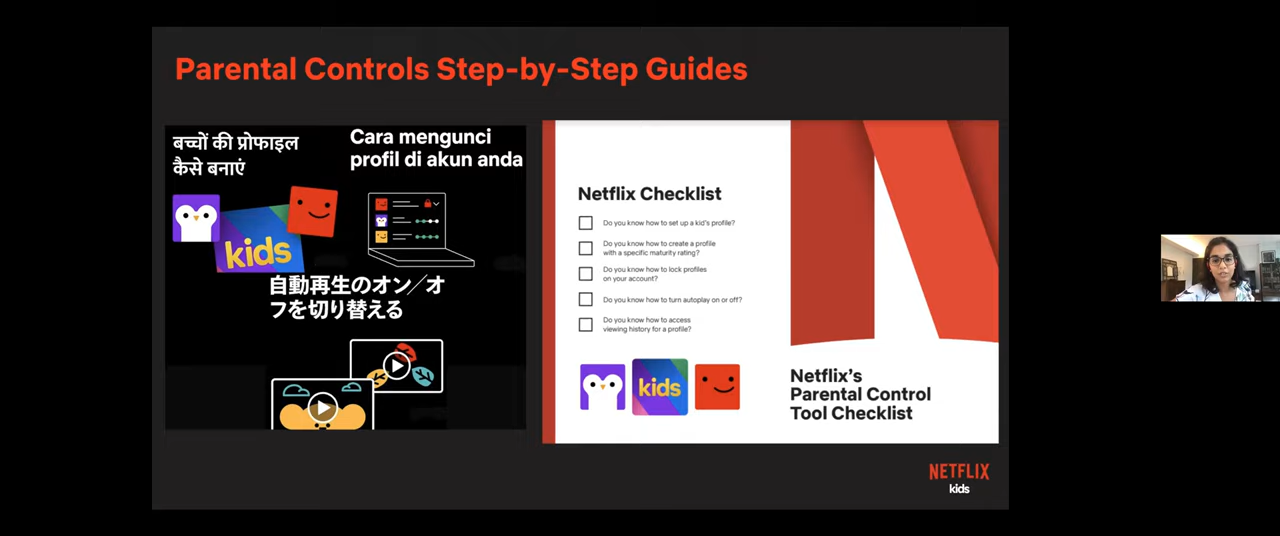 Parental Controls Step-by-Step Guides
बच्चों की प्रोफाइल
कैसे बनाएं
Cara mengunci
profil di akun anda
kids
自動再生のオン／オ
フを切り替える
Netflix Checklist
Do you know how to set up a kid's profile?
Do you know how to create a profile
with a specific maturity rating?
Do you know how to lock profiles
on your account?
Do you know how to turn autoplay on or off?
Do you know how to access
viewing history for a profile?
kids
Netflix's
Parental Control
Tool Checklist
NETFLIX
kids